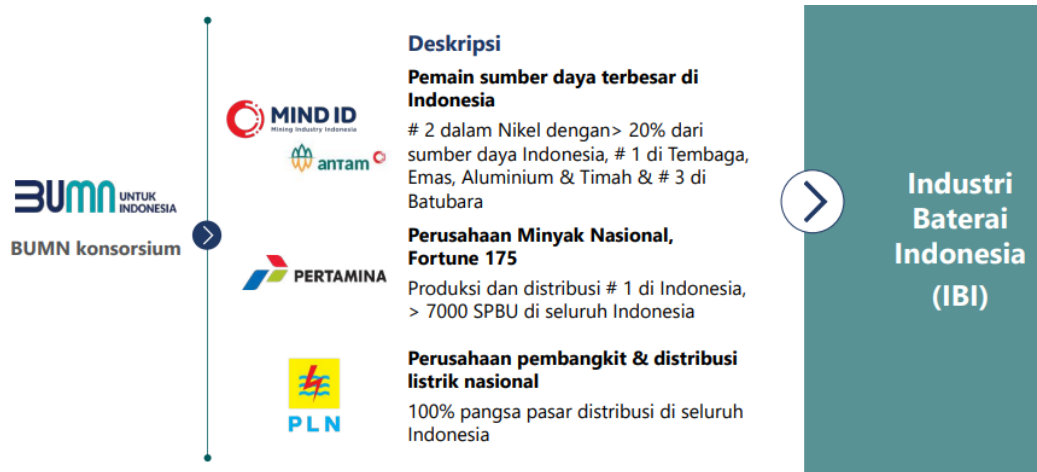 BUMN UNTUK
INDONESIA
BUMN konsorsium
MIND ID
Mining Industry Indonesia
antam
PERTAMINA
PLN
Deskripsi
Pemain sumber daya terbesar di
Indonesia
# 2 dalam Nikel dengan> 20% dari
sumber daya Indonesia, # 1 di Tembaga,
Emas, Aluminium & Timah & # 3 di
Batubara
Perusahaan Minyak Nasional,
Fortune 175
Produksi dan distribusi # 1 di Indonesia,
> 7000 SPBU di seluruh Indonesia
Perusahaan pembangkit & distribusi
listrik nasional
100% pangsa pasar distribusi di seluruh
Indonesia
Industri
Baterai
Indonesia
(IBI)